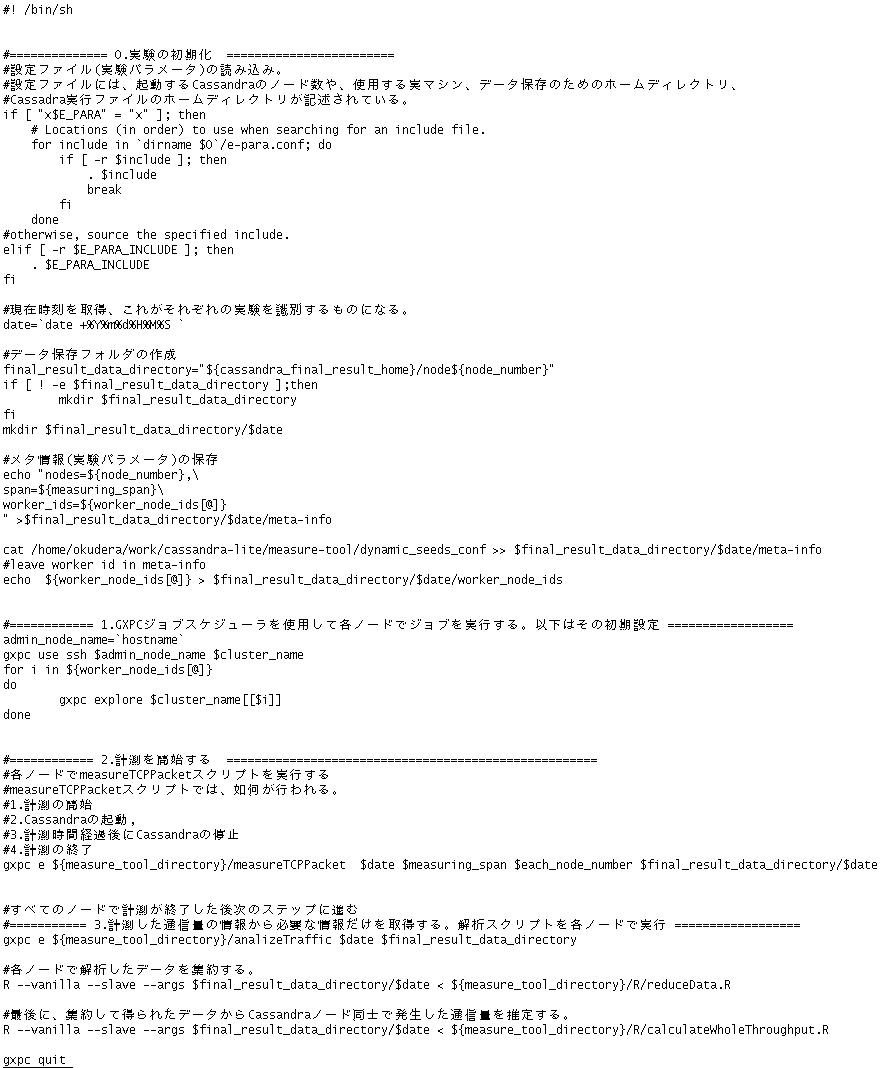 #! /bin/sh
#============== 0.実験の初期化  ========================
#設定ファイル(実験パラメータ)の読み込み。
#設定ファイルには、起動するCassandraのノード数や、使用する実マシン、データ保存のためのホームディレクトリ、
#Cassadra実行ファイルのホームディレクトリが記述されている。
if [ "x$E_PARA" = "x" ]; then
    # Locations (in order) to use when searching for an include file.
    for include in `dirname $0`/e-para.conf; do
        if [ -r $include ]; then
            . $include
            break
        fi
    done
#otherwise, source the specified include.
elif [ -r $E_PARA_INCLUDE ]; then
    . $E_PARA_INCLUDE
fi
#現在時刻を取得、これがそれぞれの実験を識別するものになる。
date=`date +%Y%m%d%H%M%S `
#データ保存フォルダの作成
final_result_data_directory="${cassandra_final_result_home}/node${node_number}"
if [ ! -e $final_result_data_directory ];then
        mkdir $final_result_data_directory
fi
mkdir $final_result_data_directory/$date
#メタ情報(実験パラメータ)の保存
echo "nodes=${node_number},\
span=${measuring_span}\
worker_ids=${worker_node_ids[@]}
" >$final_result_data_directory/$date/meta-info
cat /home/okudera/work/cassandra-lite/measure-tool/dynamic_seeds_conf >> $final_result_data_directory/$date/meta-info
#leave worker id in meta-info
echo  ${worker_node_ids[@]} > $final_result_data_directory/$date/worker_node_ids
#============ 1.GXPCジョブスケジューラを使用して各ノードでジョブを実行する。以下はその初期設定 ==================
admin_node_name=`hostname`
gxpc use ssh $admin_node_name $cluster_name
for i in ${worker_node_ids[@]}
do
        gxpc explore $cluster_name[[$i]]
done
#============ 2.計測を開始する  =====================================================
#各ノードでmeasureTCPPacketスクリプトを実行する
#measureTCPPacketスクリプトでは、如何が行われる。
#1.計測の開始
#2.Cassandraの起動,
#3.計測時間経過後にCassandraの停止
#4.計測の終了
gxpc e ${measure_tool_directory}/measureTCPPacket  $date $measuring_span $each_node_number $final_result_data_directory/$date
#すべてのノードで計測が終了した後次のステップに進む
#=========== 3.計測した通信量の情報から必要な情報だけを取得する。解析スクリプトを各ノードで実行 ==================
gxpc e ${measure_tool_directory}/analizeTraffic $date $final_result_data_directory
#各ノードで解析したデータを集約する。
R --vanilla --slave --args $final_result_data_directory/$date < ${measure_tool_directory}/R/reduceData.R
#最後に、集約して得られたデータからCassandraノード同士で発生した通信量を推定する。
R --vanilla --slave --args $final_result_data_directory/$date < ${measure_tool_directory}/R/calculateWholeThroughput.R
gxpc quit